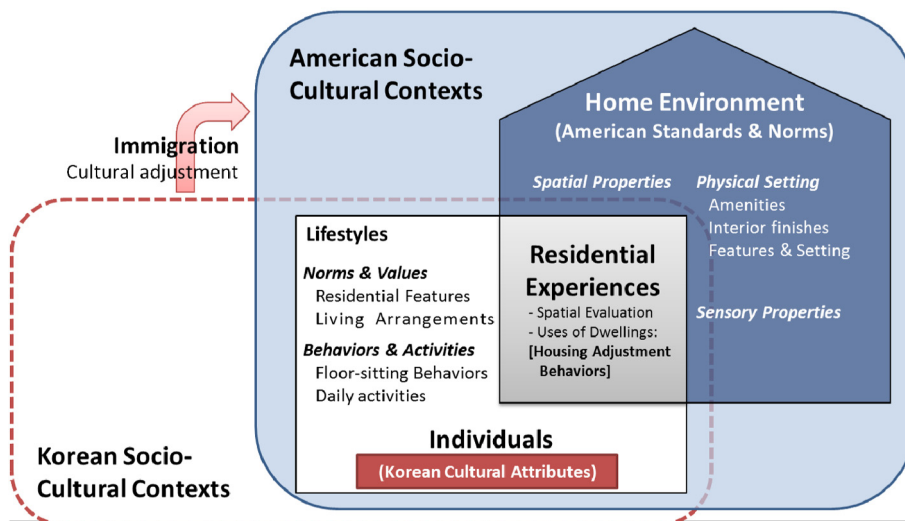 American Socio-
Cultural Contexts
Home Environment
(American Standards & Norms)
Immigration
Cultural adjustment
Spatial Properties
Physical Setting
Amenities
Interior finishes
Features & Setting
Sensory Properties
Lifestyles
Norms & Values
Residential Features
Living Arrangements
Behaviors & Activities
Floor-sitting Behaviors
Daily activities
Residential
Experiences
- Spatial Evaluation
- Uses of Dwellings:
[Housing Adjustment
Behaviors]
Individuals
(Korean Cultural Attributes)
Korean Socio-
Cultural Contexts